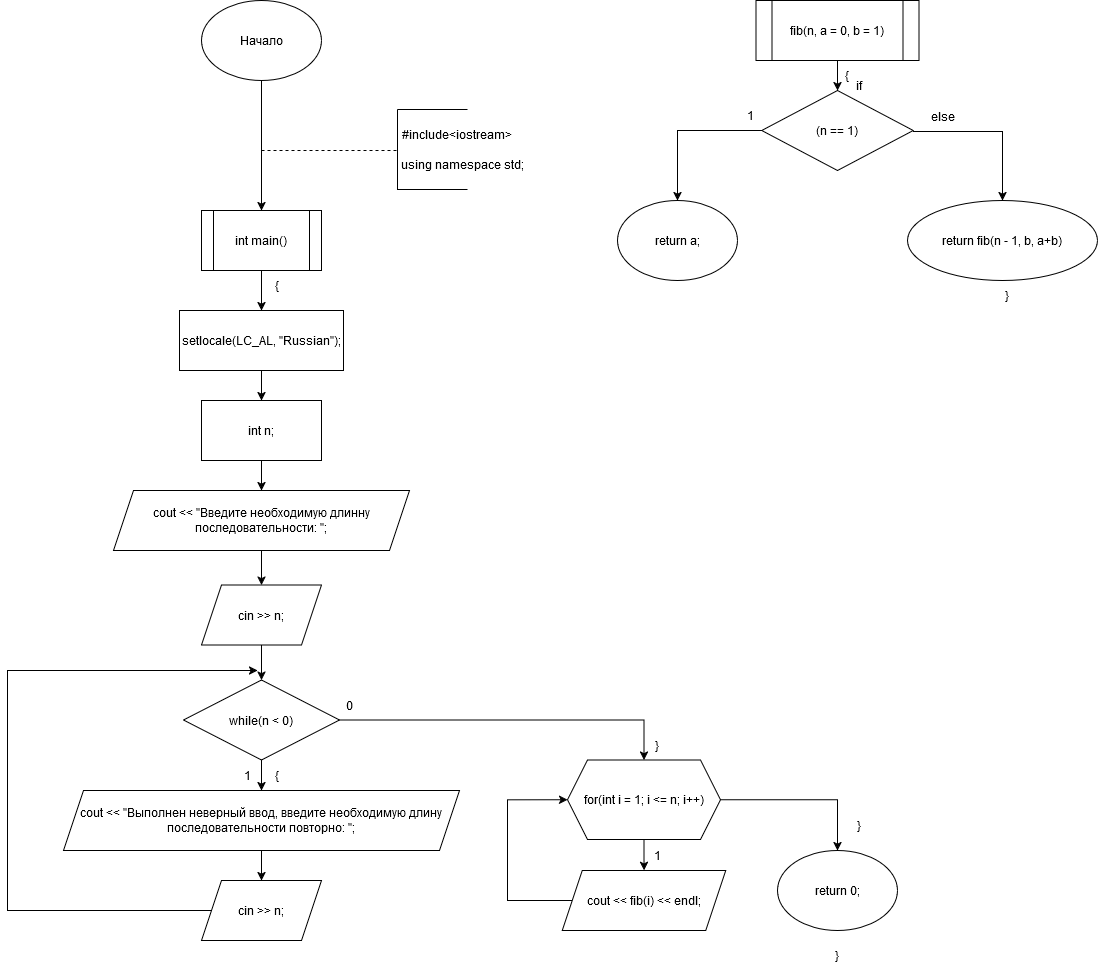 Начало
#include<iostream>
using namespace std;
int main()
{
setlocale(LC_AL, "Russian");
int n;
cout << "Введите необходимую длинну
последовательности: ";
cin >> n;
while(n < 0)
0
1
{
cout << "Выполнен неверный ввод, введите необходимую длину
последовательности повторно: ";
cin >> n;
}
for(int i = 1; i <= n; i++)
1
cout << fib(i) << endl;
}
return 0;
}
fib(n, a = 0, b = 1)
{
if
(n == 1)
1
else
return a;
return fib(n - 1, b, a+b)
}